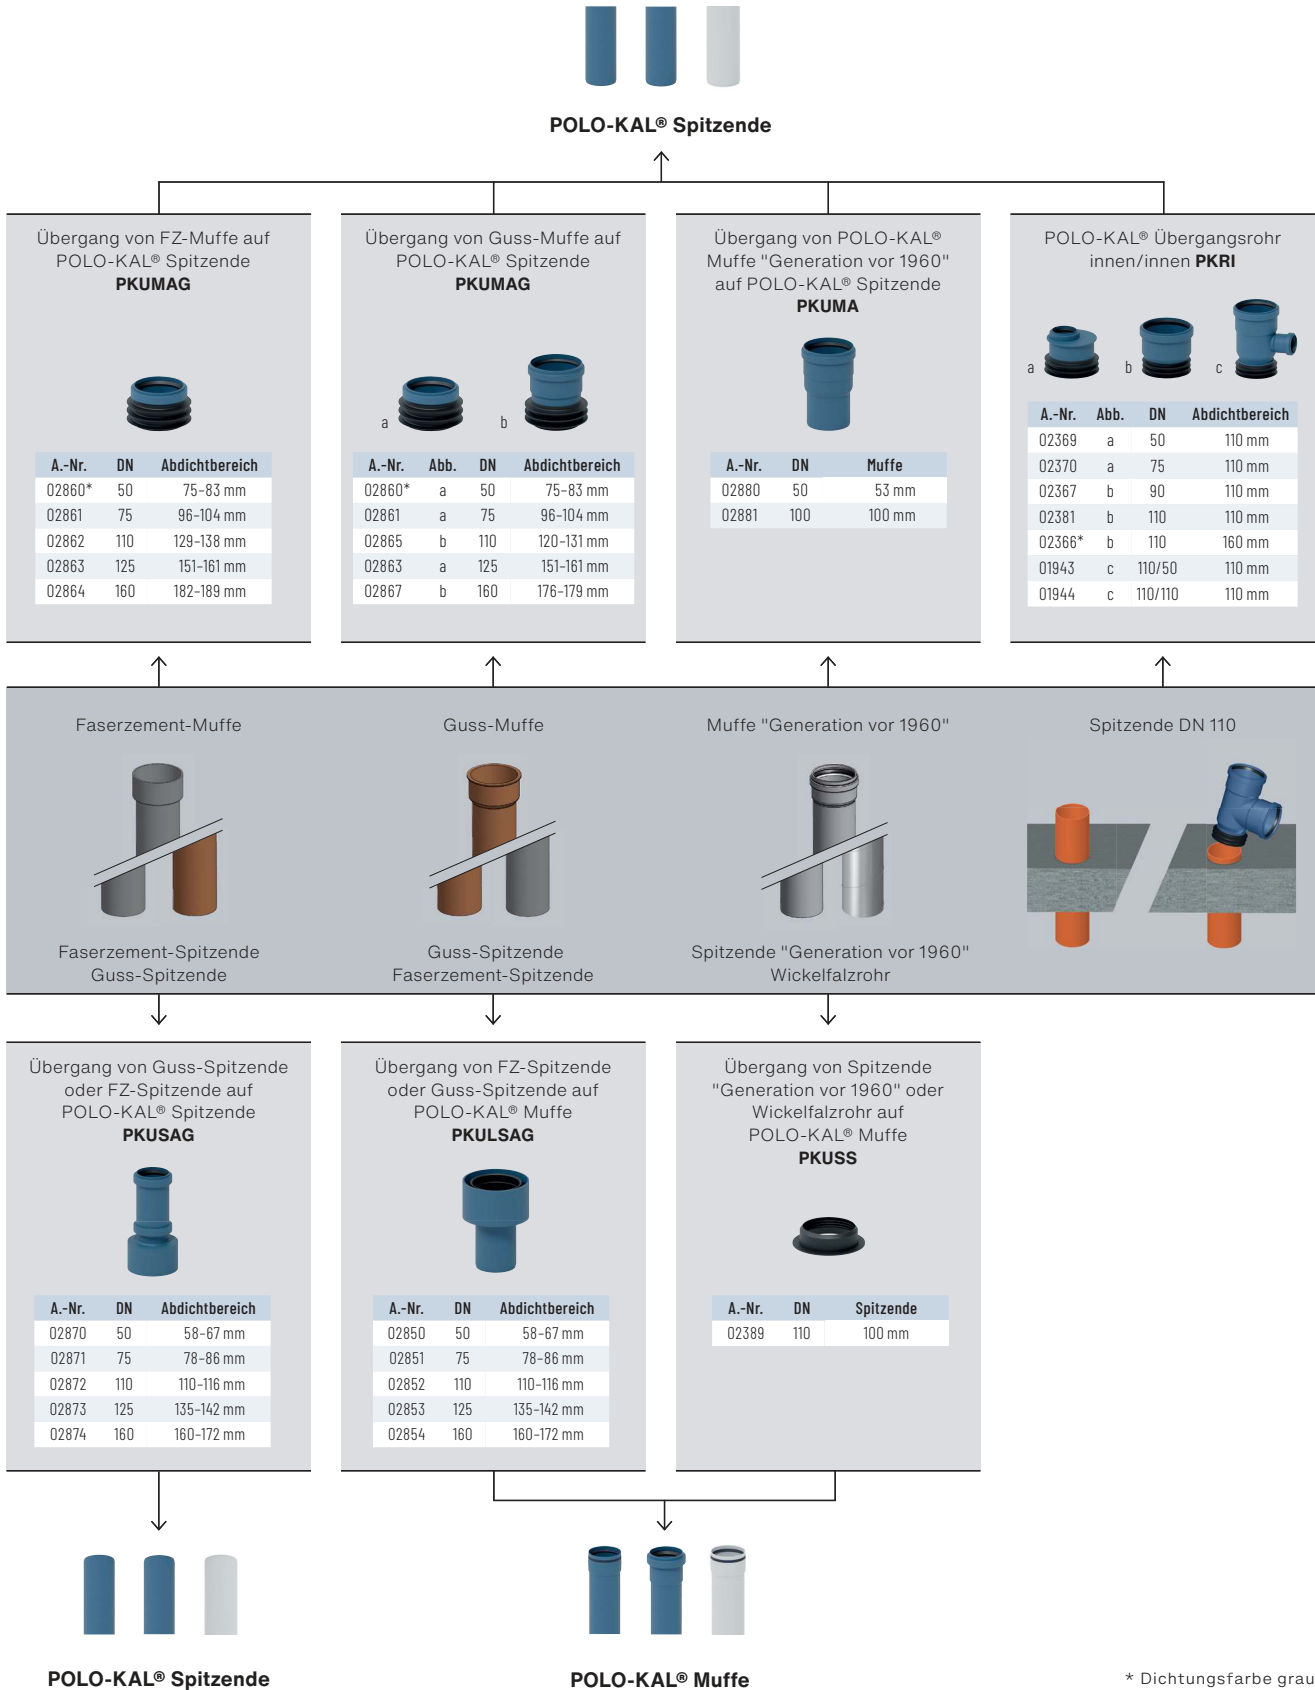 POLO-KAL® Spitzende
Übergang von FZ-Muffe auf
POLO-KAL® Spitzende
PKUMAG
A.-Nr. DN Abdichtbereich
02860* 50 75–83 mm
02861 75 96–104 mm
02862 110 129–138 mm
02863 125 151–161 mm
02864 160 182–189 mm
Übergang von Guss-Muffe auf
POLO-KAL® Spitzende
PKUMAG
a b
A.-Nr. Abb. DN Abdichtbereich
02860* a 50 75–83 mm
02861 a 75 96–104 mm
02865 b 110 120–131 mm
02863 a 125 151–161 mm
02867 b 160 176–179 mm
Übergang von POLO-KAL®
Muffe "Generation vor 1960"
auf POLO-KAL® Spitzende
PKUMA
A.-Nr. DN Muffe
02880 50 53 mm
02881 100 100 mm
POLO-KAL® Übergangsrohr
innen/innen PKRI
a b c
A.-Nr. Abb. DN Abdichtbereich
02369 a 50 110 mm
02370 a 75 110 mm
02367 b 90 110 mm
02381 b 110 110 mm
02366* b 110 160 mm
01943 c 110/50 110 mm
01944 c 110/110 110 mm
Faserzement-Muffe
Guss-Muffe
Muffe "Generation vor 1960"
Spitzende DN 110
Faserzement-Spitzende
Guss-Spitzende
Guss-Spitzende
Faserzement-Spitzende
Spitzende "Generation vor 1960"
Wickelfalzrohr
Übergang von Guss-Spitzende
oder FZ-Spitzende auf
POLO-KAL® Spitzende
PKUSAG
A.-Nr. DN Abdichtbereich
02870 50 58–67 mm
02871 75 78–86 mm
02872 110 110–116 mm
02873 125 135–142 mm
02874 160 160–172 mm
Übergang von FZ-Spitzende
oder Guss-Spitzende auf
POLO-KAL® Muffe
PKULSAG
A.-Nr. DN Abdichtbereich
02850 50 58–67 mm
02851 75 78–86 mm
02852 110 110–116 mm
02853 125 135–142 mm
02854 160 160–172 mm
Übergang von Spitzende
"Generation vor 1960" oder
Wickelfalzrohr auf
POLO-KAL® Muffe
PKUSS
A.-Nr. DN Spitzende
02389 110 100 mm
POLO-KAL® Spitzende
POLO-KAL® Muffe
* Dichtungsfarbe grau